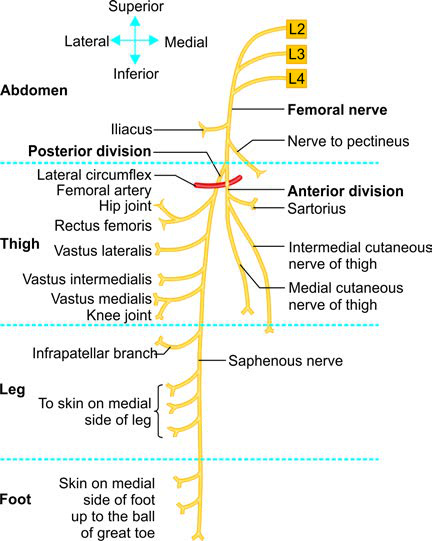 Superior
Lateral
Medial
Inferior
L2
L3
L4
Abdomen
Femoral nerve
Iliacus
Nerve to pectineus
Posterior division
Lateral circumflex
Femoral artery
Anterior division
Hip joint
Sartorius
Rectus femoris
Thigh
Vastus lateralis
Intermedial cutaneous
nerve of thigh
Vastus intermedialis
Medial cutaneous
nerve of thigh
Vastus medialis
Knee joint
Infrapatellar branch
Saphenous nerve
Leg
To skin on medial
side of leg
Foot
Skin on medial
side of foot
up to the ball
of great toe